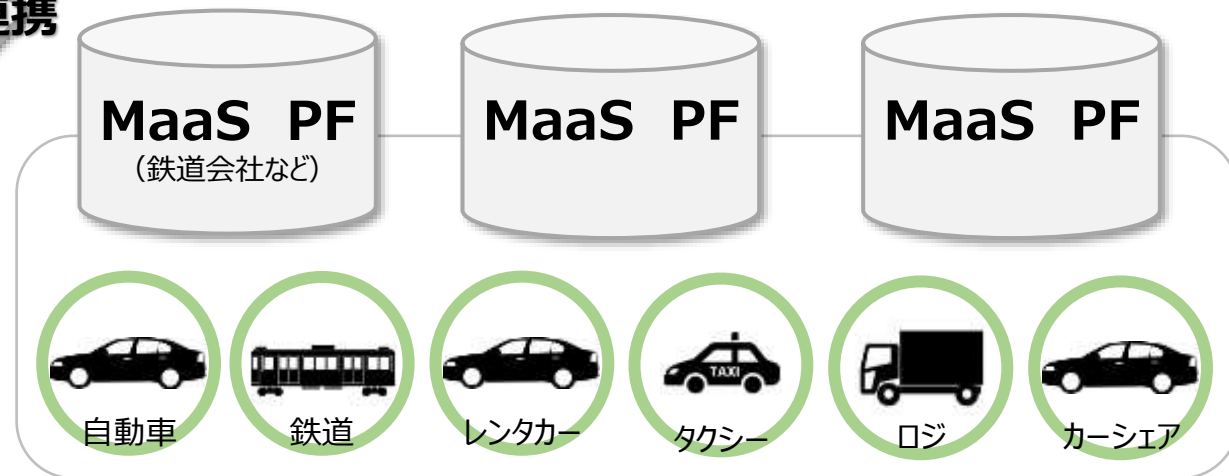 連携
MaaS PF
(鉄道会社など)
MaaS PF
MaaS PF
自動車
鉄道
レンタカー
TAXI
タクシー
ロジ
カーシェア